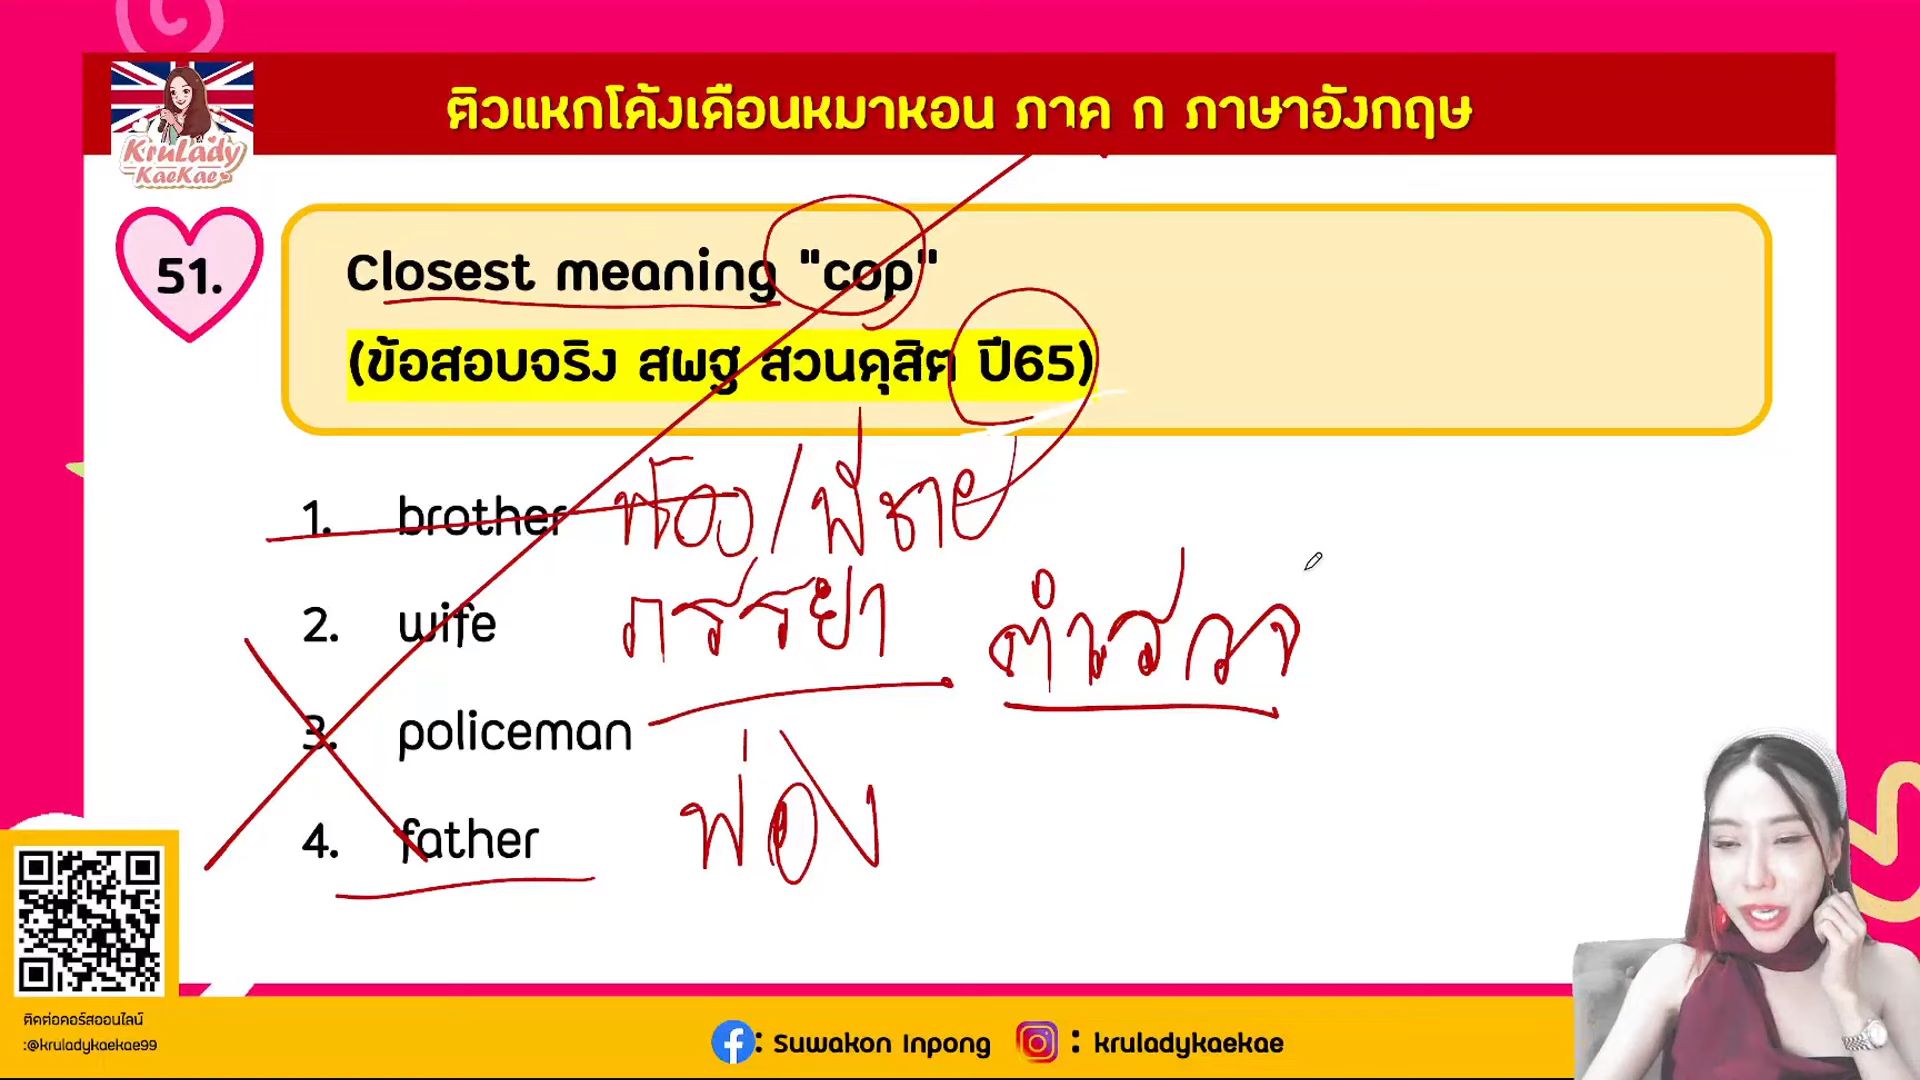 ติวแหกโค้งเดือนหมาหอน ภาค ก ภาษาอังกฤษ
KruLady
KaeKae
51.
Closest meaning "cop"
(ข้อสอบจริง สพฐ สวนดุสิต ปี65)
1. brother น้อง/พี่ชาย
2. wife ภรรยา
ตำรวจ
3. policeman
4. father พ่อ
ติดต่อคอร์สออนไลน์
:@kruladykaekae99
: Suwakon Inpong : kruladykaekae